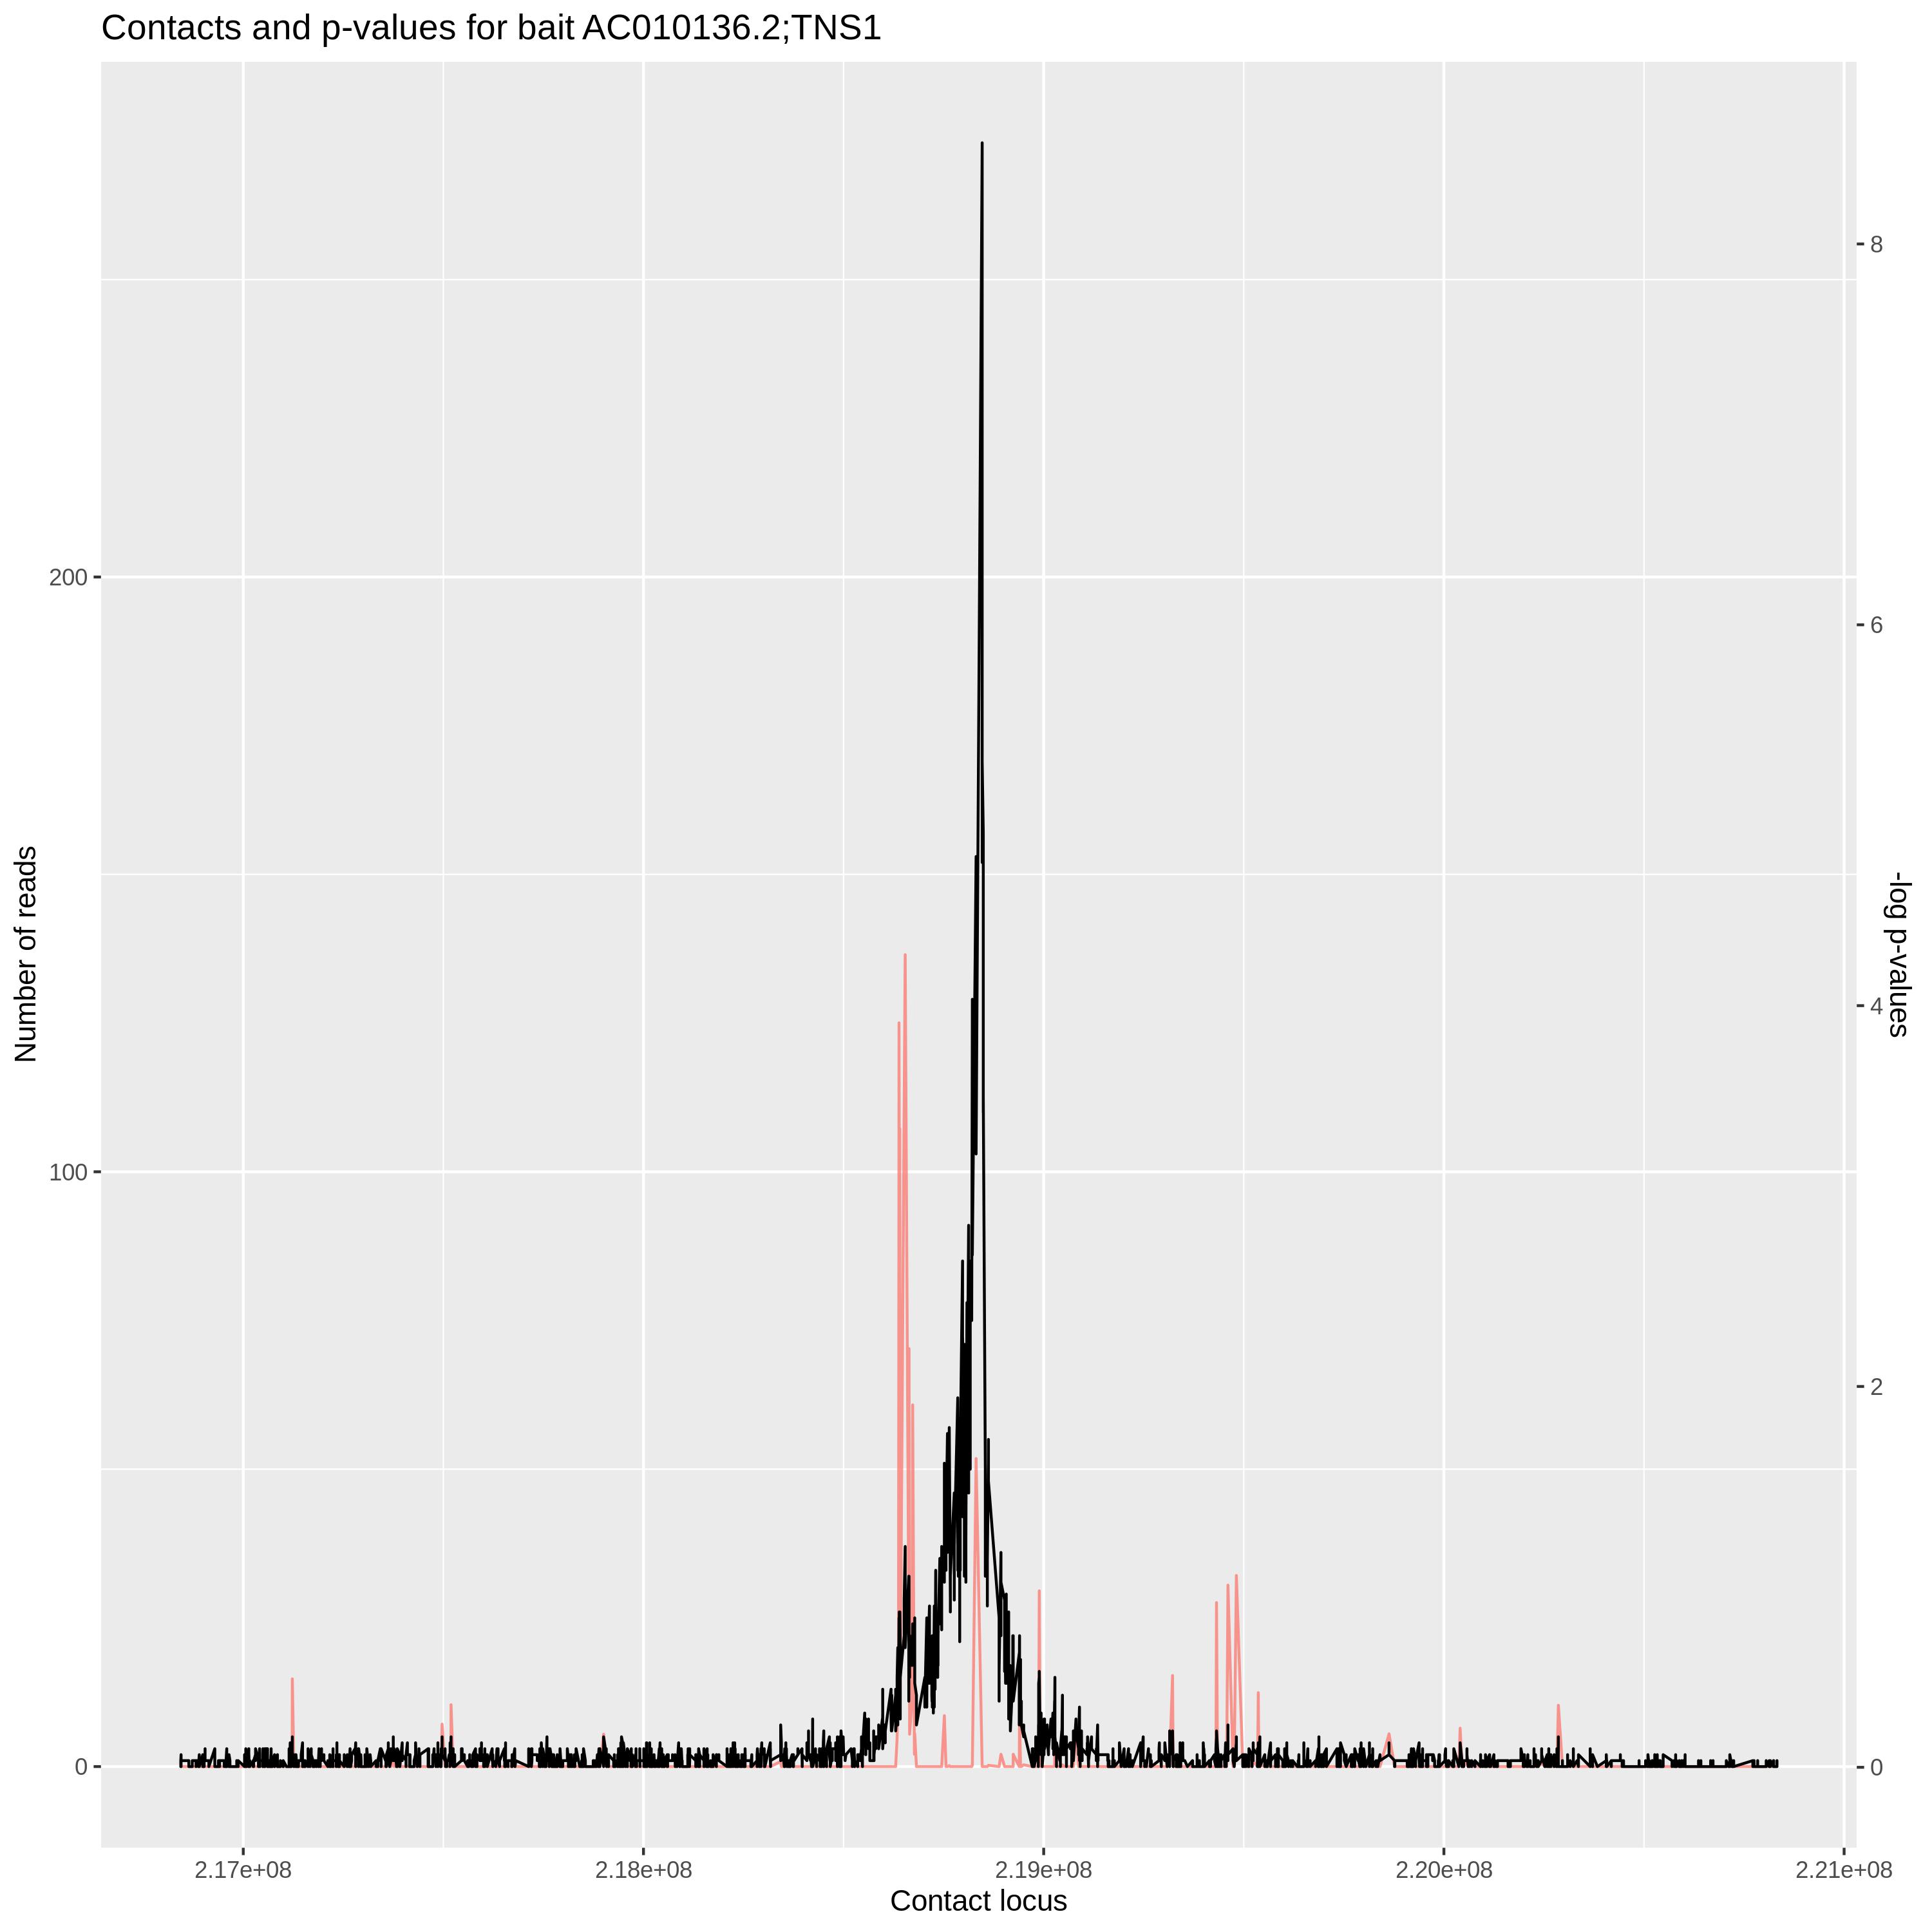 Contacts and p-values for bait AC010136.2;TNS1
Number of reads
200
100
0
8
6
4
2
0
-log p-values
2.17e+08
2.18e+08
2.19e+08
2.20e+08
2.21e+08
Contact locus